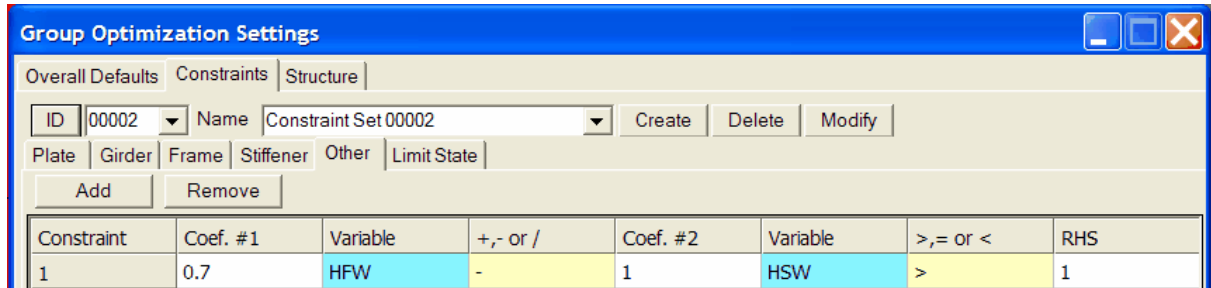 Group Optimization Settings
Overall Defaults Constraints Structure
ID 00002 Name Constraint Set 00002 Create Delete Modify
Plate Girder Frame Stiffener Other Limit State
Add Remove
Constraint Coef. #1 Variable +,- or / Coef. #2 Variable >,= or < RHS
1 0.7 HFW - 1 HSW > 1